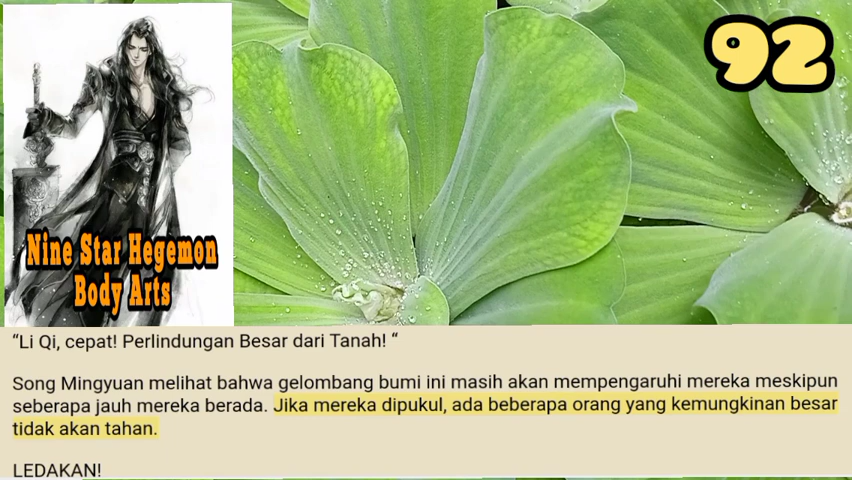 92
Nine Star Hegemon
Body Arts
“Li Qi, cepat! Perlindungan Besar dari Tanah! “
Song Mingyuan melihat bahwa gelombang bumi ini masih akan mempengaruhi mereka meskipun
seberapa jauh mereka berada. Jika mereka dipukul, ada beberapa orang yang kemungkinan besar
tidak akan tahan.
LEDAKAN!